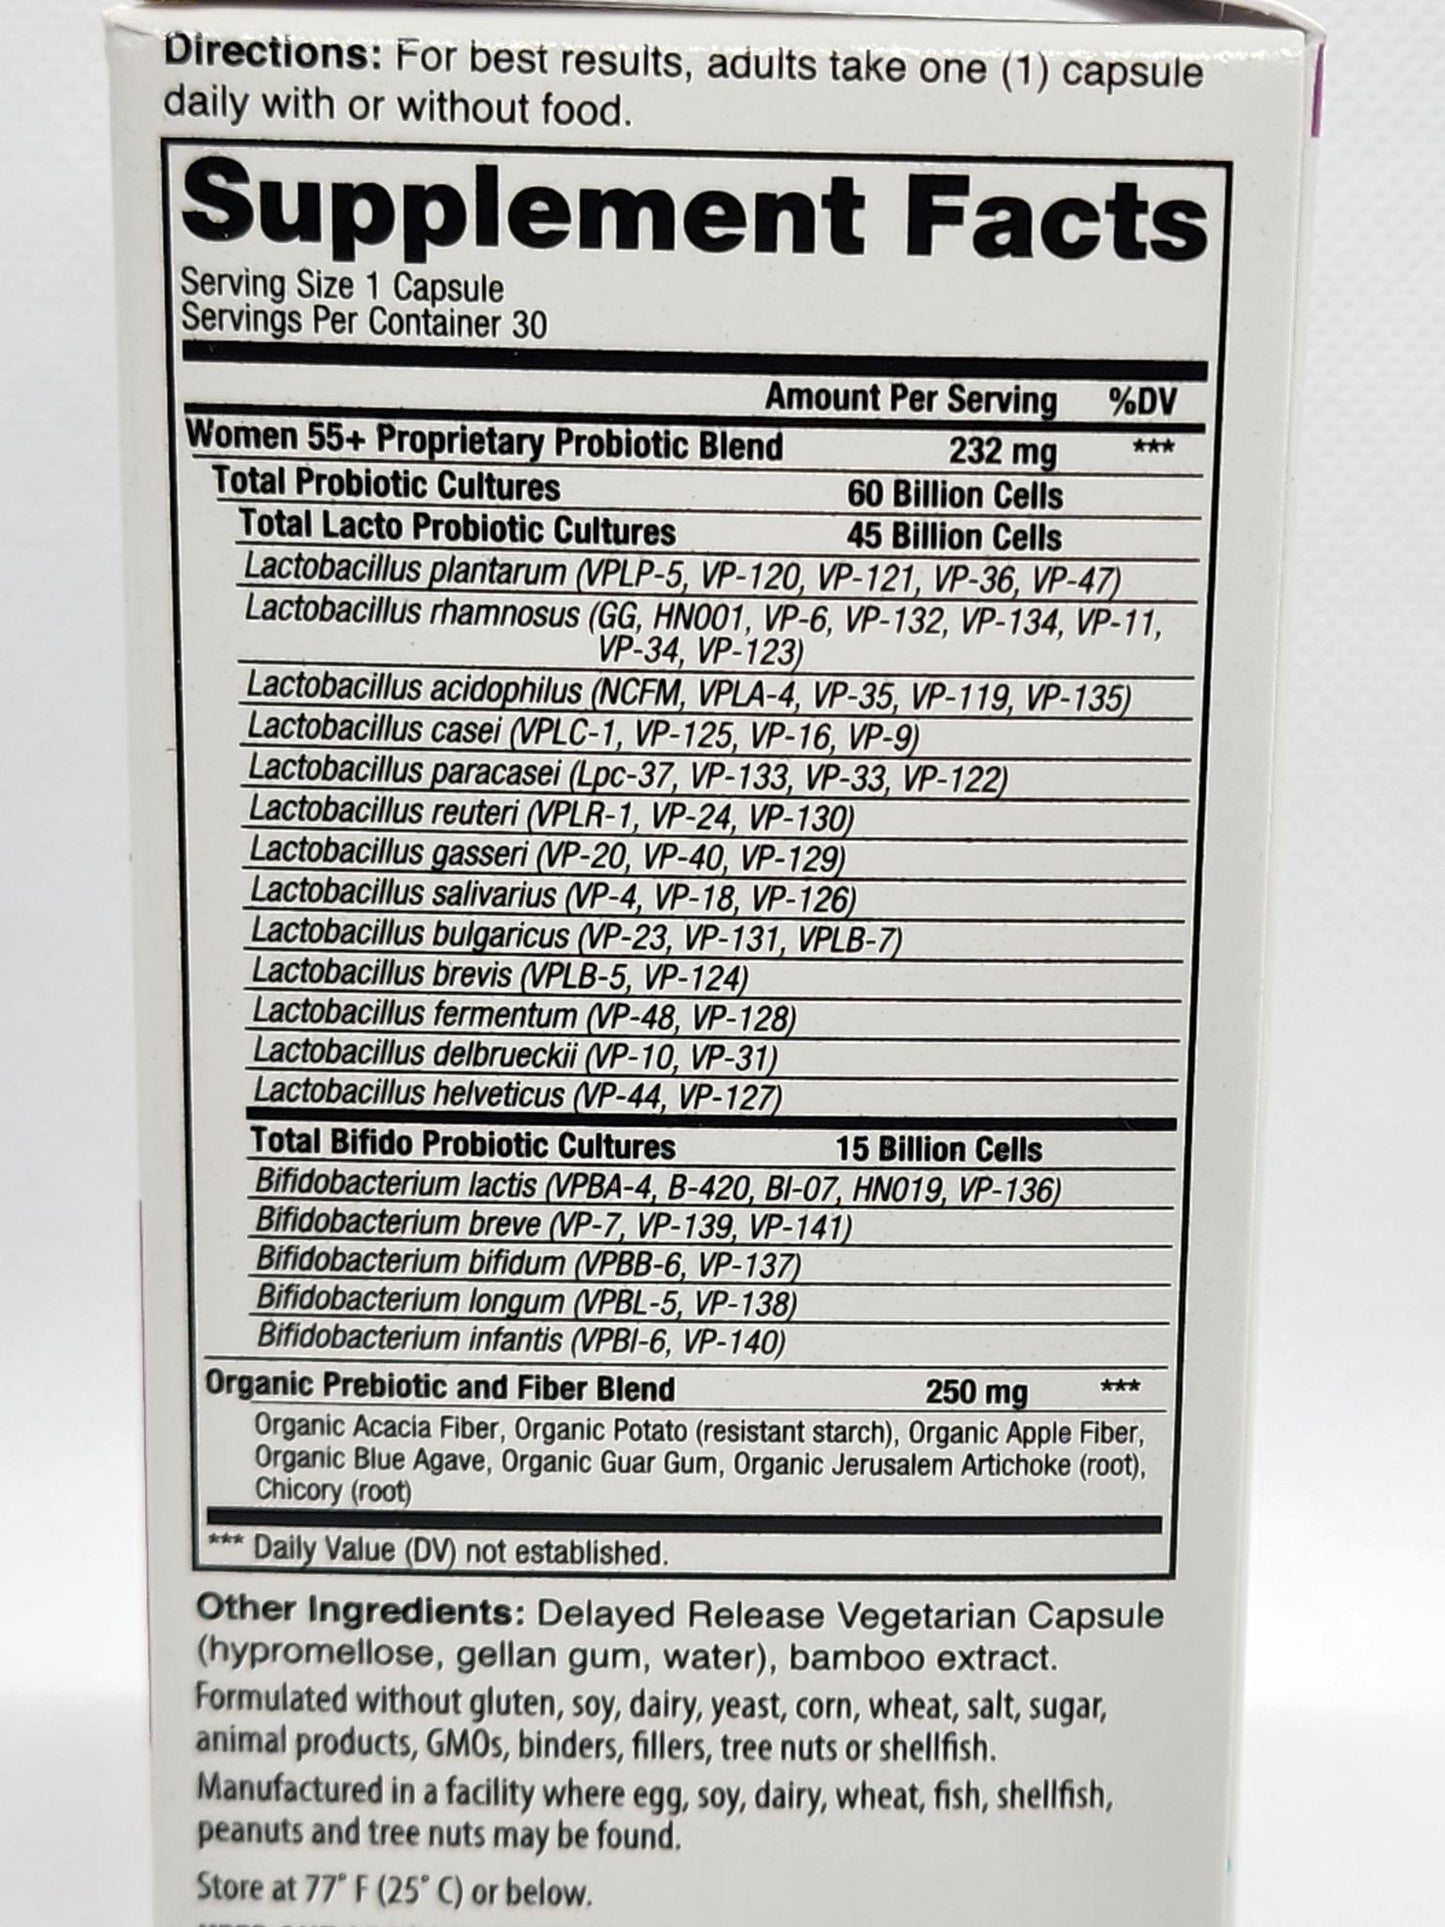 Directions: For best results, adults take one (1) capsule
daily with or without food.
Supplement Facts
Serving Size 1 Capsule
Servings Per Container 30
Amount Per Serving %DV
Women 55+ Proprietary Probiotic Blend 232 mg ***
Total Probiotic Cultures 60 Billion Cells
Total Lacto Probiotic Cultures 45 Billion Cells
Lactobacillus plantarum (VPLP-5, VP-120, VP-121, VP-36, VP-47)
Lactobacillus rhamnosus (GG, HN001, VP-6, VP-132, VP-134, VP-11,
VP-34, VP-123)
Lactobacillus acidophilus (NCFM, VPLA-4, VP-35, VP-119, VP-135)
Lactobacillus casei (VPLC-1, VP-125, VP-16, VP-9)
Lactobacillus paracasei (Lpc-37, VP-133, VP-33, VP-122)
Lactobacillus reuteri (VPLR-1, VP-24, VP-130)
Lactobacillus gasseri (VP-20, VP-40, VP-129)
Lactobacillus salivarius (VP-4, VP-18, VP-126)
Lactobacillus bulgaricus (VP-23, VP-131, VPLB-7)
Lactobacillus brevis (VPLB-5, VP-124)
Lactobacillus fermentum (VP-48, VP-128)
Lactobacillus delbrueckii (VP-10, VP-31)
Lactobacillus helveticus (VP-44, VP-127)
Total Bifido Probiotic Cultures 15 Billion Cells
Bifidobacterium lactis (VPBA-4, B-420, BI-07, HN019, VP-136)
Bifidobacterium breve (VP-7, VP-139, VP-141)
Bifidobacterium bifidum (VPBB-6, VP-137)
Bifidobacterium longum (VPBL-5, VP-138)
Bifidobacterium infantis (VPBI-6, VP-140)
Organic Prebiotic and Fiber Blend 250 mg ***
Organic Acacia Fiber, Organic Potato (resistant starch), Organic Apple Fiber,
Organic Blue Agave, Organic Guar Gum, Organic Jerusalem Artichoke (root),
Chicory (root)
*** Daily Value (DV) not established.
Other Ingredients: Delayed Release Vegetarian Capsule
(hypromellose, gellan gum, water), bamboo extract.
Formulated without gluten, soy, dairy, yeast, corn, wheat, salt, sugar,
animal products, GMOs, binders, fillers, tree nuts or shellfish.
Manufactured in a facility where egg, soy, dairy, wheat, fish, shellfish,
peanuts and tree nuts may be found.
Store at 77° F (25° C) or below.